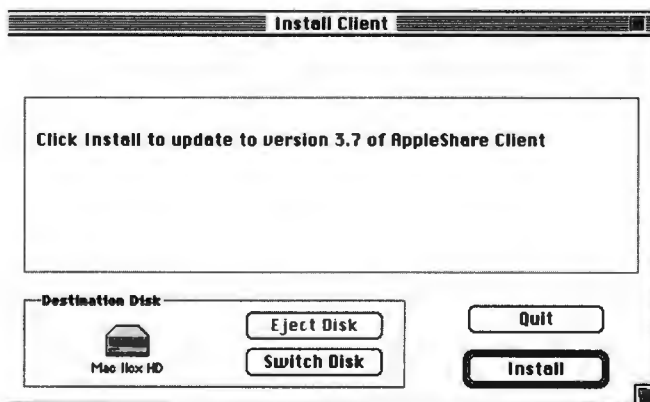 Install Client
Click Install to update to version 3.7 of AppleShare Client
Destination Disk
Eject Disk
Quit
Mac IIcx HD
Switch Disk
Install